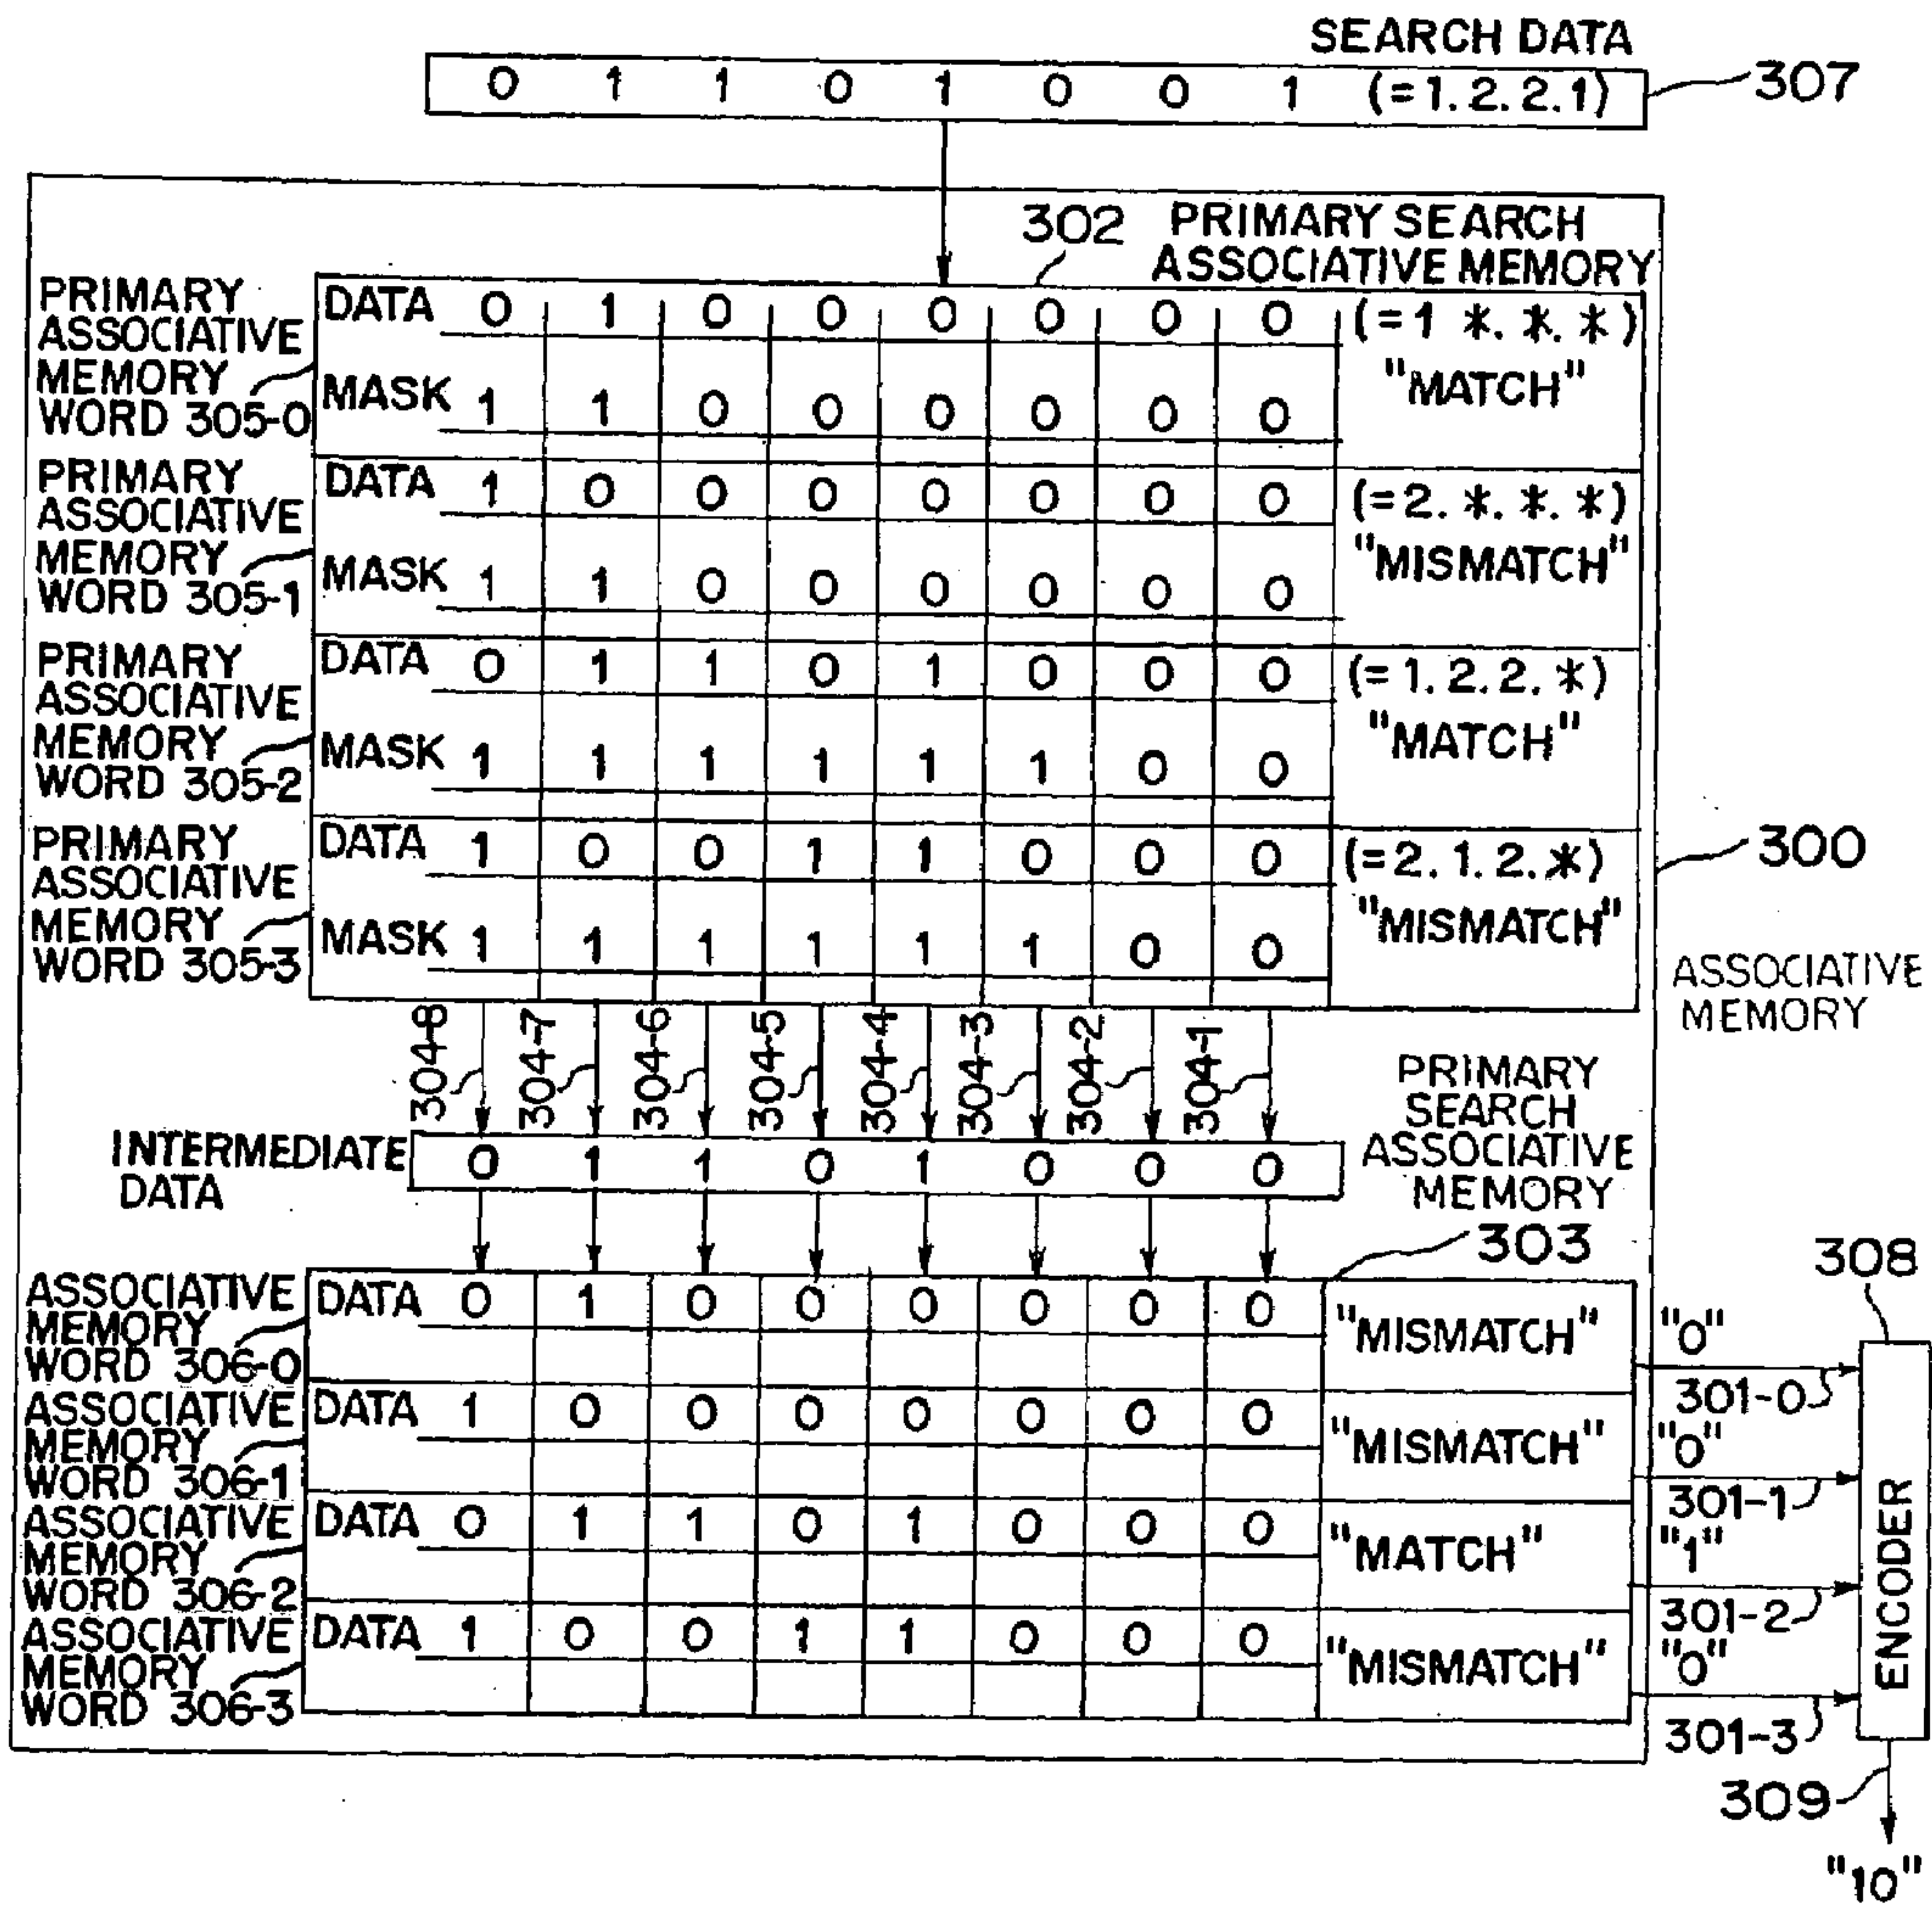 SEARCH DATA
0 1 1 0 1 0 0 1 (=1.2.2.1) 307
302 PRIMARY SEARCH
ASSOCIATIVE MEMORY
PRIMARY
ASSOCIATIVE
MEMORY
WORD 305-0
DATA 0 1 0 0 0 0 0 0 (=1 *.*.*)
"MATCH"
MASK 1 1 0 0 0 0 0 0
PRIMARY
ASSOCIATIVE
MEMORY
WORD 305-1
DATA 1 0 0 0 0 0 0 0 (=2.*.*.*)
"MISMATCH"
MASK 1 1 0 0 0 0 0 0
PRIMARY
ASSOCIATIVE
MEMORY
WORD 305-2
DATA 0 1 1 0 1 0 0 0 (=1.2.2.*)
"MATCH"
MASK 1 1 1 1 1 1 0 0
PRIMARY
ASSOCIATIVE
MEMORY
WORD 305-3
DATA 1 0 0 1 1 0 0 0 (=2.1.2.*)
"MISMATCH"
MASK 1 1 1 1 1 1 0 0
300
ASSOCIATIVE
MEMORY
304-8 304-7 304-6 304-5 304-4 304-3 304-2 304-1
PRIMARY
SEARCH
ASSOCIATIVE
MEMORY
INTERMEDIATE
DATA
0 1 1 0 1 0 0 0
303
308
ASSOCIATIVE
MEMORY
WORD 306-0
DATA 0 1 0 0 0 0 0 0 "MISMATCH" "0"
301-0
ASSOCIATIVE
MEMORY
WORD 306-1
DATA 1 0 0 0 0 0 0 0 "MISMATCH" "0"
301-1
ASSOCIATIVE
MEMORY
WORD 306-2
DATA 0 1 1 0 1 0 0 0 "MATCH" "1"
301-2
ASSOCIATIVE
MEMORY
WORD 306-3
DATA 1 0 0 1 1 0 0 0 "MISMATCH" "0"
301-3
ENCODER
309
"10"